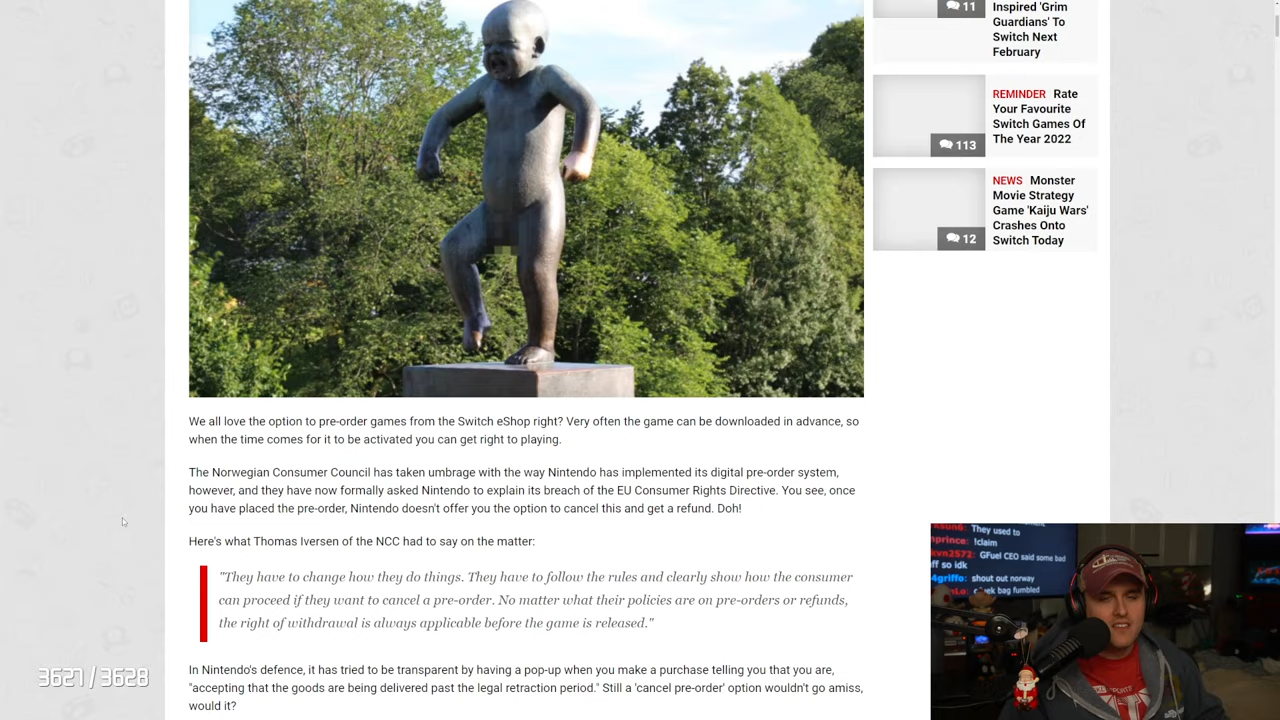 11
Inspired 'Grim
Guardians' To
Switch Next
February
REMINDER Rate
Your Favourite
Switch Games Of
The Year 2022
113
NEWS Monster
Movie Strategy
Game 'Kaiju Wars'
Crashes Onto
Switch Today
12
We all love the option to pre-order games from the Switch eShop right? Very often the game can be downloaded in advance, so
when the time comes for it to be activated you can get right to playing.
The Norwegian Consumer Council has taken umbrage with the way Nintendo has implemented its digital pre-order system,
however, and they have now formally asked Nintendo to explain its breach of the EU Consumer Rights Directive. You see, once
you have placed the pre-order, Nintendo doesn't offer you the option to cancel this and get a refund. Doh!
Here's what Thomas Iversen of the NCC had to say on the matter:
"They have to change how they do things. They have to follow the rules and clearly show how the consumer
can proceed if they want to cancel a pre-order. No matter what their policies are on pre-orders or refunds,
the right of withdrawal is always applicable before the game is released."
In Nintendo's defence, it has tried to be transparent by having a pop-up when you make a purchase telling you that you are,
"accepting that the goods are being delivered past the legal retraction period." Still a 'cancel pre-order' option wouldn't go amiss,
would it?
3627 / 3628
They used to
mprince: !claim
kvn2572: GFuel CEO said some bad
ff so idk
4griffo: shout out norway
bag fumbled